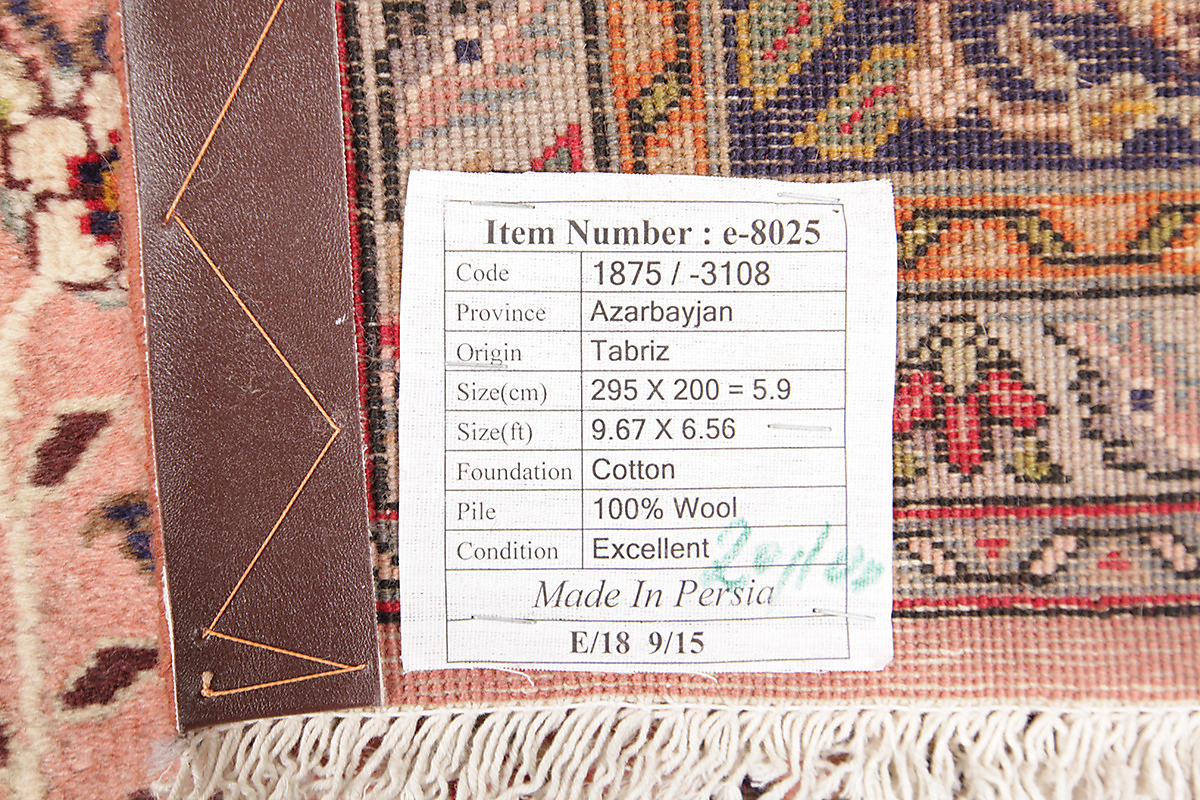 Item Number : e-8025
Code 1875 / -3108
Province Azarbayjan
Origin Tabriz
Size(cm) 295 X 200 = 5.9
Size(ft) 9.67 X 6.56
Foundation Cotton
Pile 100% Wool
Condition Excellent
Made In Persia
E/18 9/15